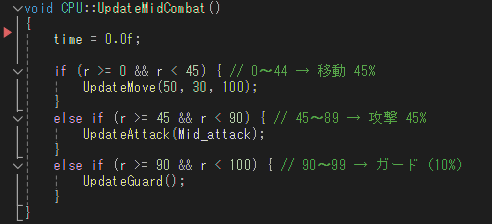 void CPU::UpdateMidCombat()
{
time = 0.0f;
if (r >= 0 && r < 45) { // 0～44 → 移動 45%
UpdateMove(50, 30, 100);
}
else if (r >= 45 && r < 90) { // 45～89 → 攻撃 45%
UpdateAttack(Mid_attack);
}
else if (r >= 90 && r < 100) { // 90～99 → ガード (10%)
UpdateGuard();
}
}